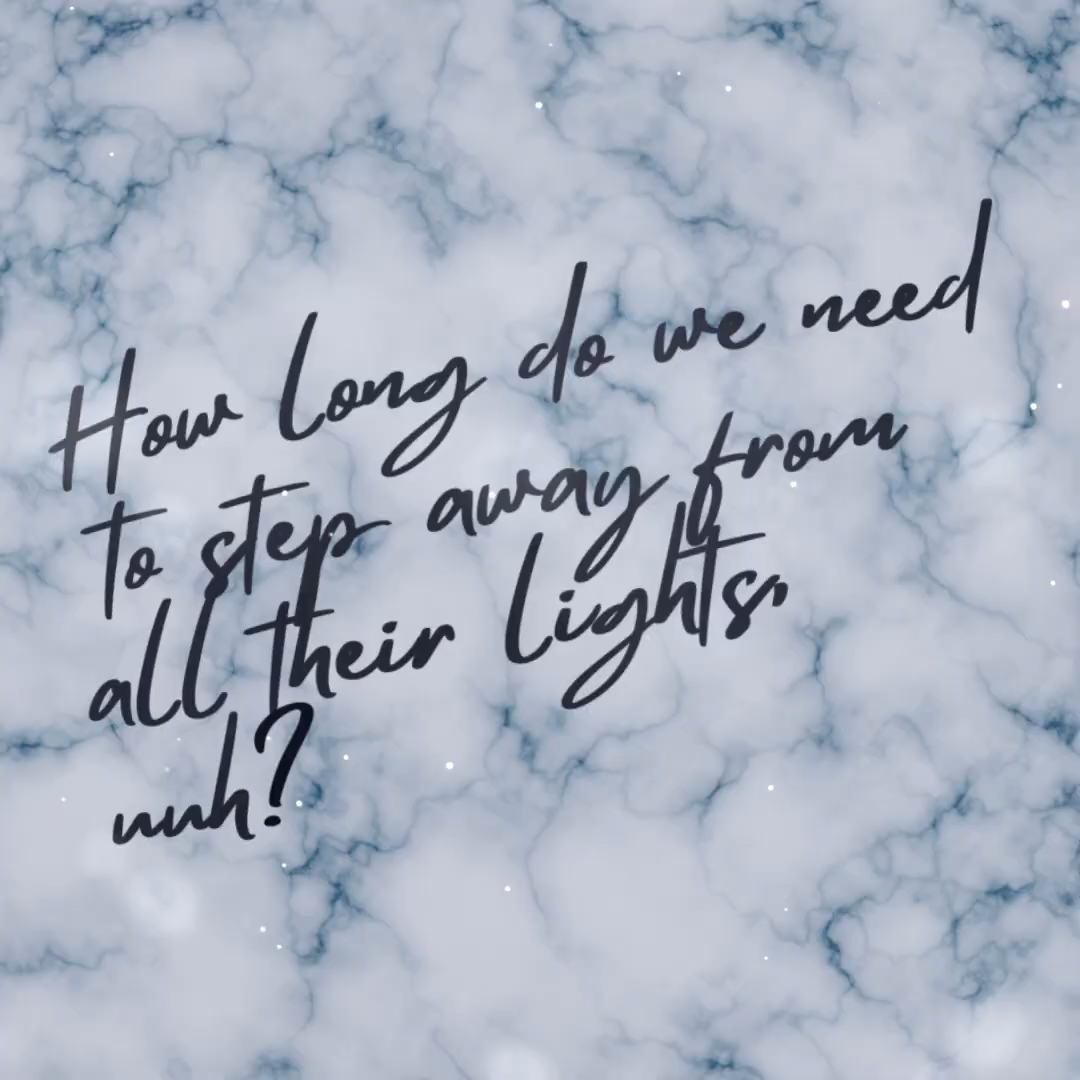 How long do we need
to step away from
all their lights,
uuh?